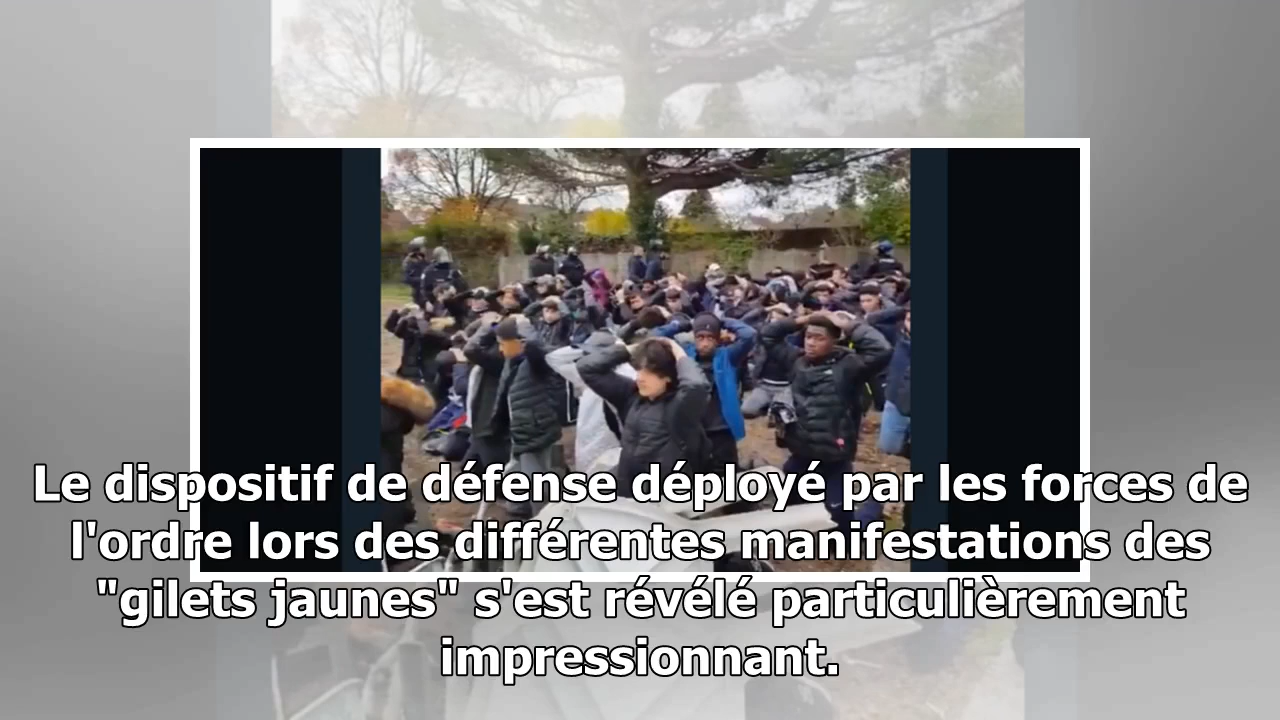 Le dispositif de défense déployé par les forces de
l'ordre lors des différentes manifestations des
"gilets jaunes" s'est révélé particulièrement
impressionnant.